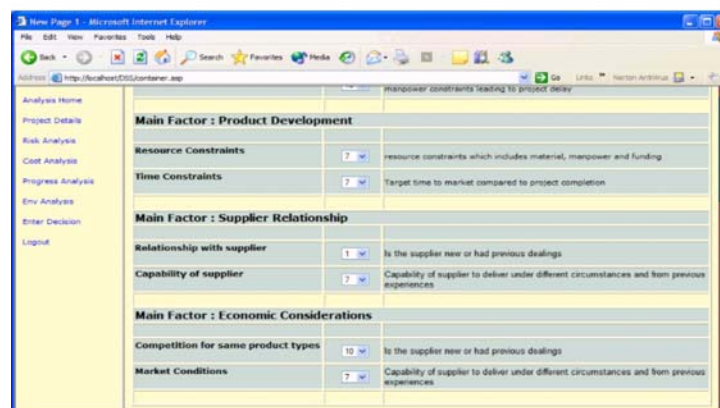 New Page 1 - Microsoft Internet Explorer
File Edit View Favorites Tools Help
Back Search Favorites Media
Address http://localhost/DSS/container.asp Go Links Norton Antivirus
Analysis Home
Project Details
Risk Analysis
Cost Analysis
Progress Analysis
Env Analysis
Enter Decision
Logout
manpower constraints leading to project delay
Main Factor : Product Development
Resource Constraints 7 resource constraints which includes materiel, manpower and funding
Time Constraints 7 Target time to market compared to project completion
Main Factor : Supplier Relationship
Relationship with supplier 1 Is the supplier new or had previous dealings
Capability of supplier 7 Capability of supplier to deliver under different circumstances and from previous
experiences
Main Factor : Economic Considerations
Competition for same product types 10 Is the supplier new or had previous dealings
Market Conditions 7 Capability of supplier to deliver under different circumstances and from previous
experiences